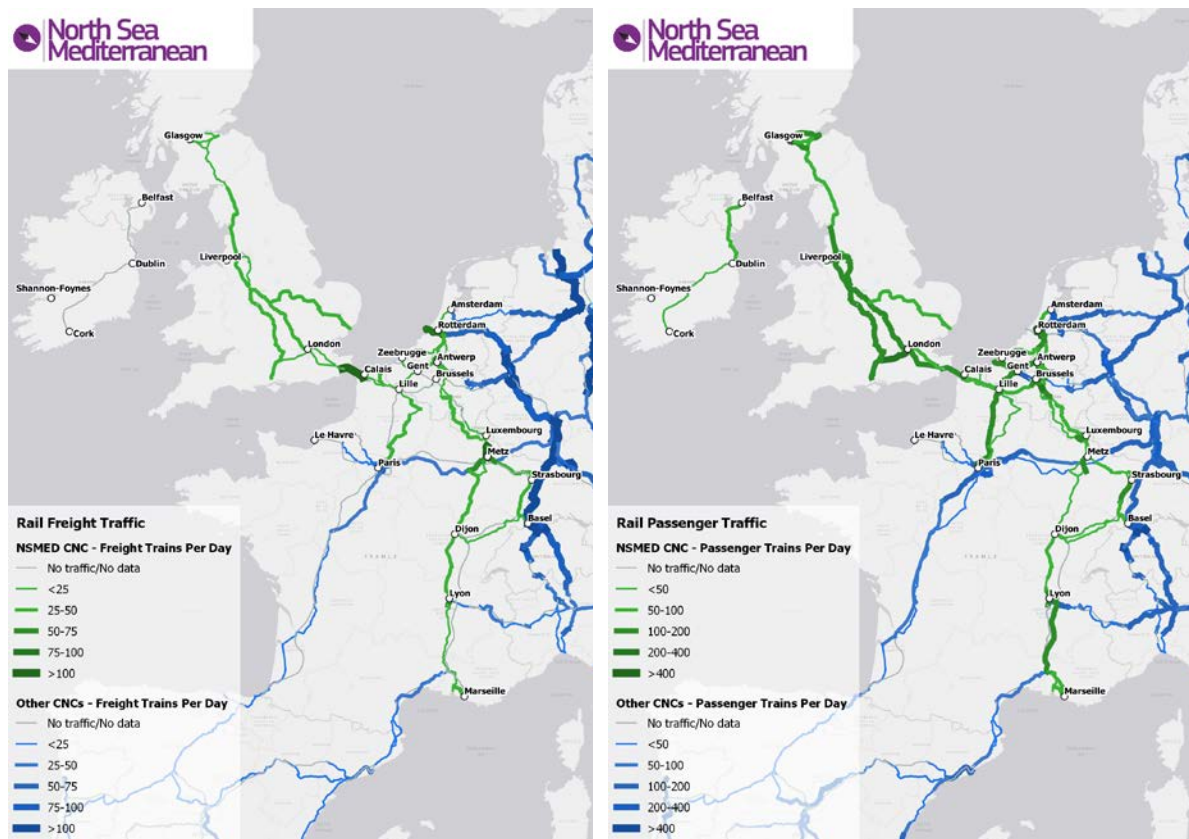 North Sea
Mediterranean
Glasgow
Belfast
Dublin
Liverpool
Shannon-Foynes
Cork
Amsterdam
Rotterdam
London
Zeebrugge
Antwerp
Calais
Gent
Brussels
Lille
Luxembourg
Le Havre
Metz
Paris
Strasbourg
Dijon
Basel
FRANCE
Lyon
Marseille
Rail Freight Traffic
NSMED CNC - Freight Trains Per Day
No traffic/No data
<25
25-50
50-75
75-100
>100
Other CNCs - Freight Trains Per Day
No traffic/No data
<25
25-50
50-75
75-100
>100
North Sea
Mediterranean
Glasgow
Belfast
Dublin
Liverpool
Shannon-Foynes
Cork
Amsterdam
Rotterdam
London
Zeebrugge
Antwerp
Calais
Gent
Brussels
Lille
Luxembourg
Le Havre
Metz
Paris
Strasbourg
Dijon
Basel
FRANCE
Lyon
Marseille
Rail Passenger Traffic
NSMED CNC - Passenger Trains Per Day
No traffic/No data
<50
50-100
100-200
200-400
>400
Other CNCs - Passenger Trains Per Day
No traffic/No data
<50
50-100
100-200
200-400
>400